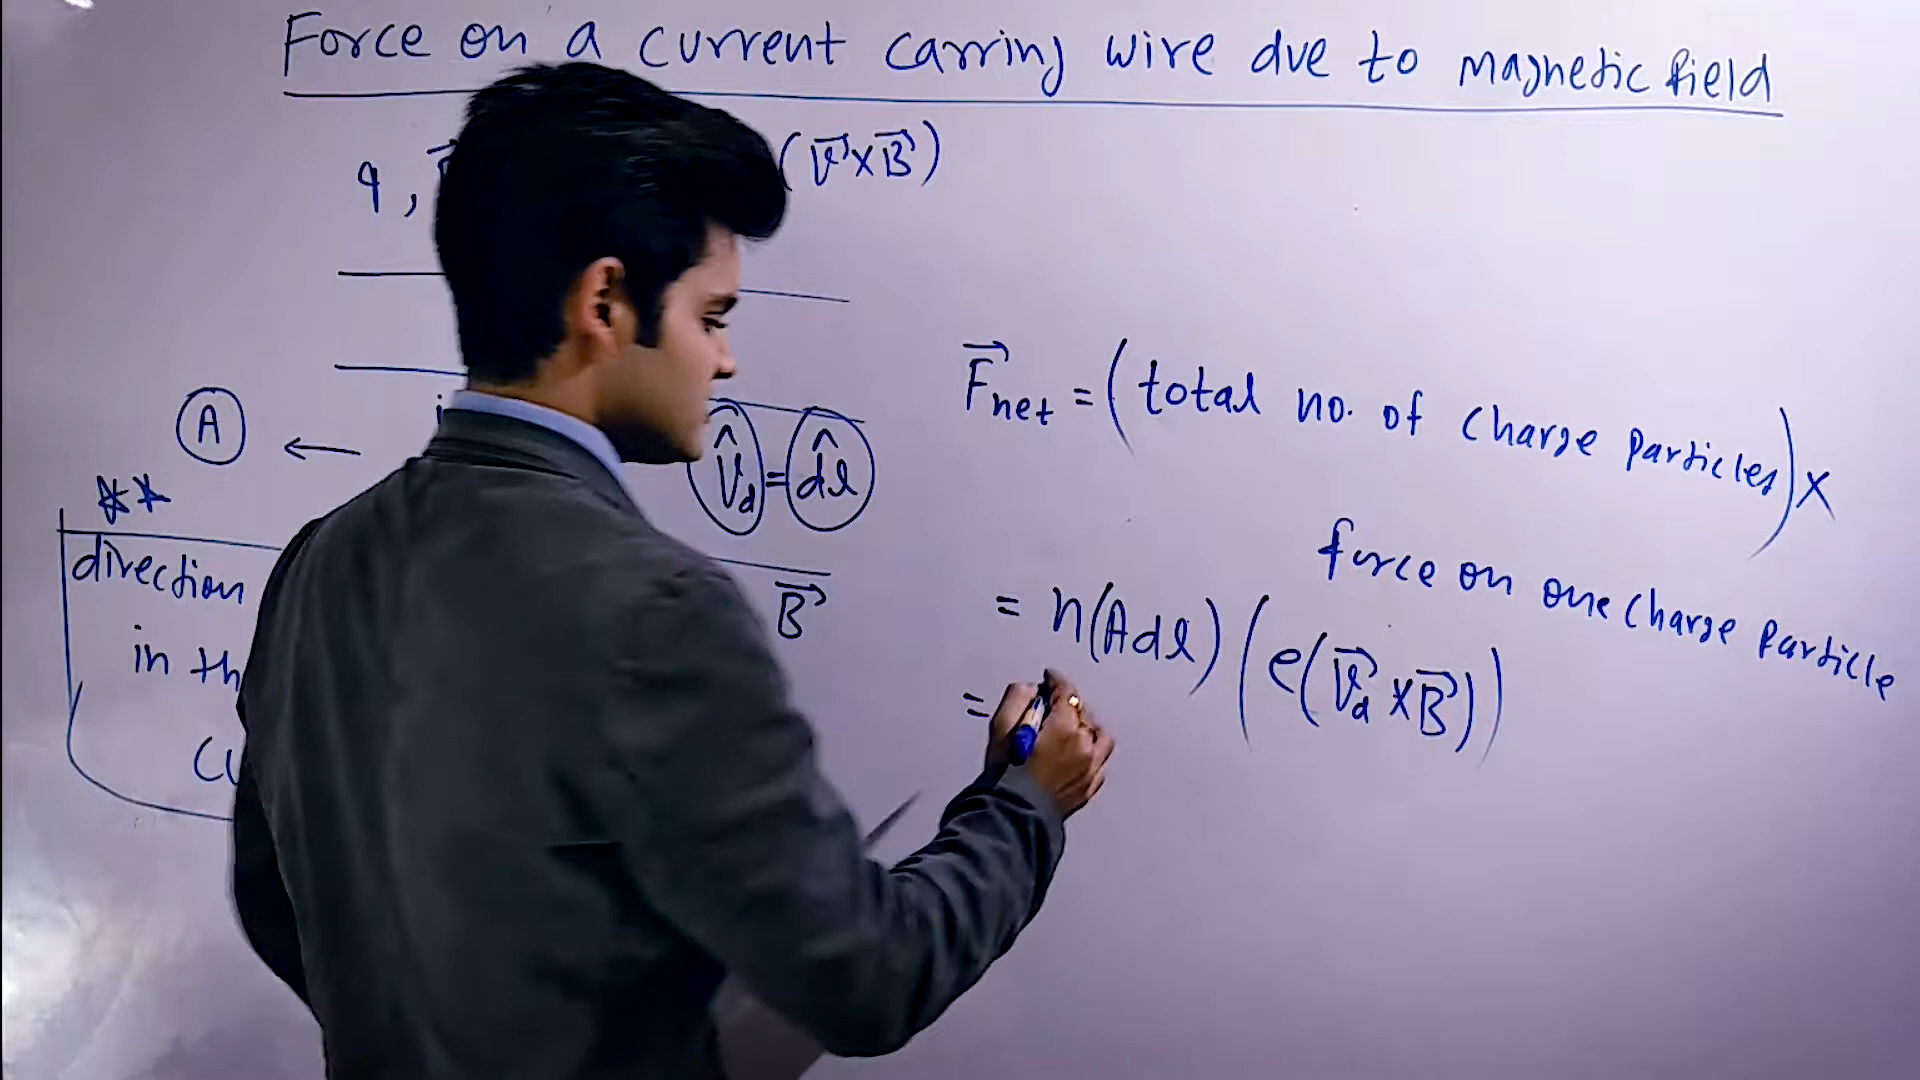 Force on a current carring wire due to magnetic field
q, (V⃗×B⃗)
F⃗net = (total no. of charge particles) ×
force on one charge particle
A ←
V̂d = d̂l
**
direction
in th
B⃗
= n(Adl) (e(V⃗d × B⃗))
=